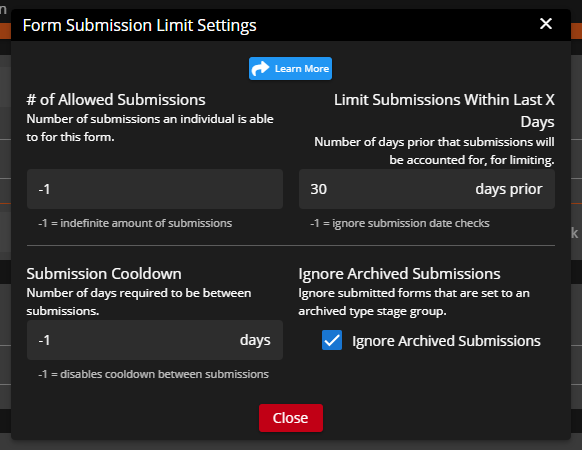 n
Form Submission Limit Settings
Learn More
# of Allowed Submissions
Number of submissions an individual is able
to for this form.
-1
-1 = indefinite amount of submissions
Limit Submissions Within Last X
Days
Number of days prior that submissions will
be accounted for, for limiting.
30 days prior
-1 = ignore submission date checks
k
Submission Cooldown
Number of days required to be between
submissions.
-1 days
-1 = disables cooldown between submissions
Ignore Archived Submissions
Ignore submitted forms that are set to an
archived type stage group.
Ignore Archived Submissions
Close